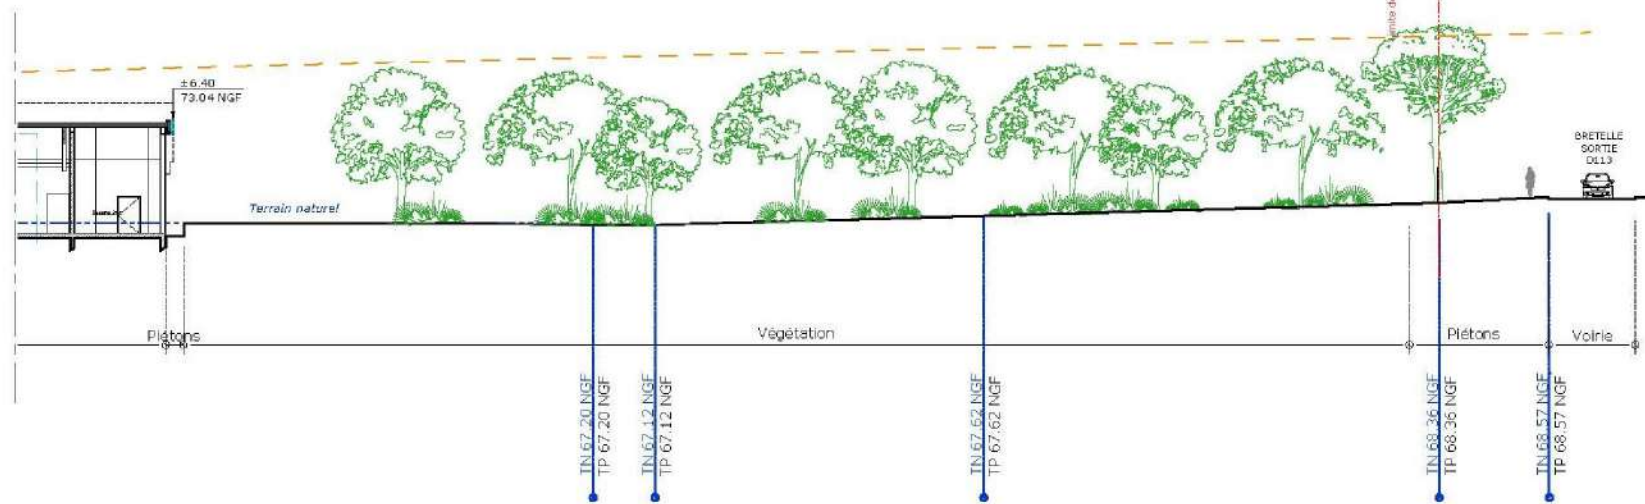 ±6.40
73.04 NGF
BRETELLE
SORTIE
D113
Terrain naturel
Piétons
Végétation
Piétons
Voirie
TN 67.20 NGF
TP 67.20 NGF
TN 67.12 NGF
TP 67.12 NGF
TN 67.62 NGF
TP 67.62 NGF
TN 68.36 NGF
TP 68.36 NGF
TN 68.57 NGF
TP 68.57 NGF